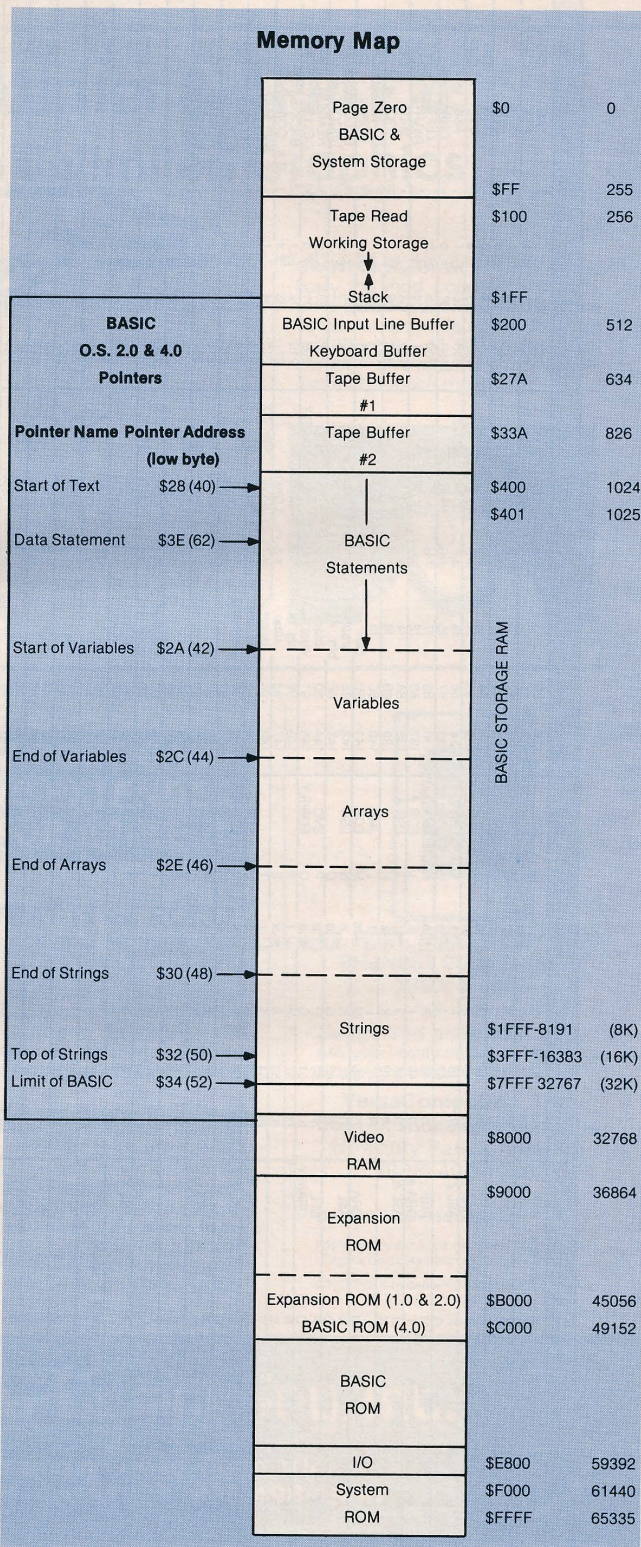 Memory Map
Page Zero $0 0
BASIC &
System Storage
$FF 255
Tape Read $100 256
Working Storage
Stack $1FF
BASIC BASIC Input Line Buffer $200 512
O.S. 2.0 & 4.0 Keyboard Buffer
Pointers Tape Buffer $27A 634
#1
Pointer Name Pointer Address Tape Buffer $33A 826
(low byte) #2
Start of Text $28 (40) $400 1024
$401 1025
Data Statement $3E (62) BASIC
Statements
Start of Variables $2A (42)
Variables
BASIC STORAGE RAM
End of Variables $2C (44)
Arrays
End of Arrays $2E (46)
End of Strings $30 (48)
Strings $1FFF-8191 (8K)
Top of Strings $32 (50) $3FFF-16383 (16K)
Limit of BASIC $34 (52) $7FFF 32767 (32K)
Video $8000 32768
RAM
$9000 36864
Expansion
ROM
Expansion ROM (1.0 & 2.0) $B000 45056
BASIC ROM (4.0) $C000 49152
BASIC
ROM
I/O $E800 59392
System $F000 61440
ROM $FFFF 65335